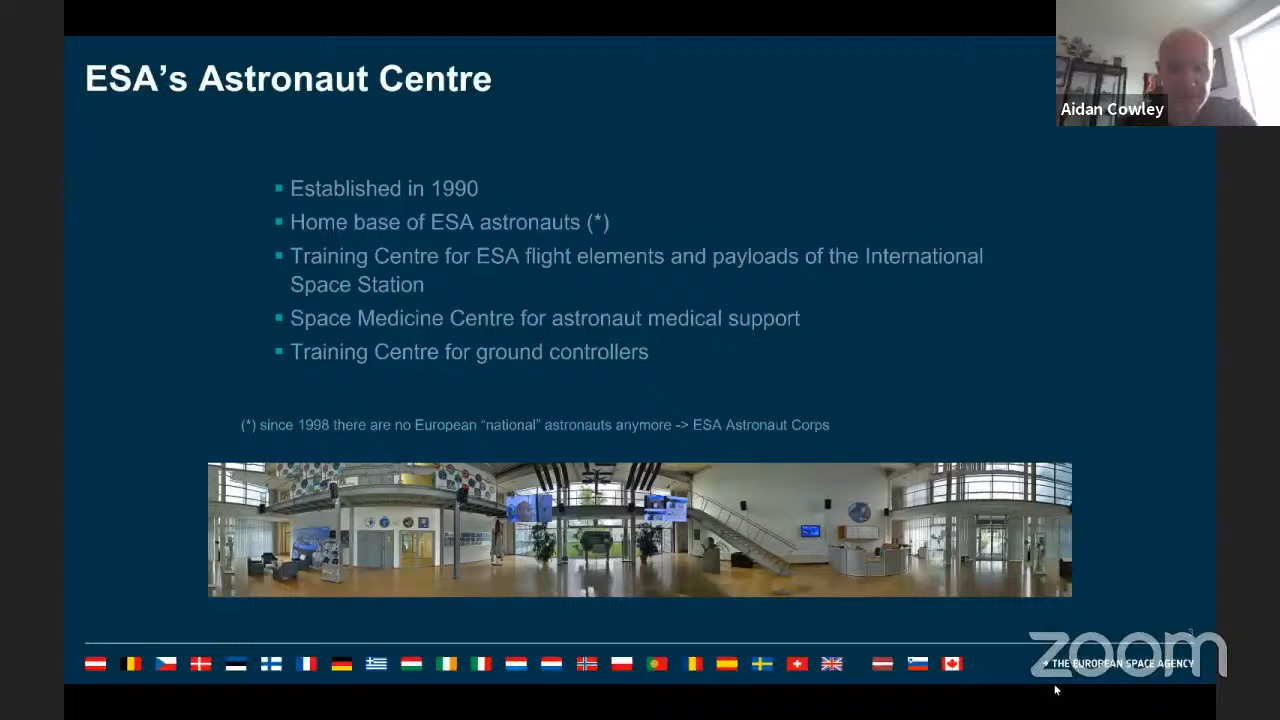 ESA’s Astronaut Centre
Aidan Cowley
▪ Established in 1990
▪ Home base of ESA astronauts (*)
▪ Training Centre for ESA flight elements and payloads of the International
Space Station
▪ Space Medicine Centre for astronaut medical support
▪ Training Centre for ground controllers
(*) since 1998 there are no European “national” astronauts anymore -> ESA Astronaut Corps
zoom
THE EUROPEAN SPACE AGENCY